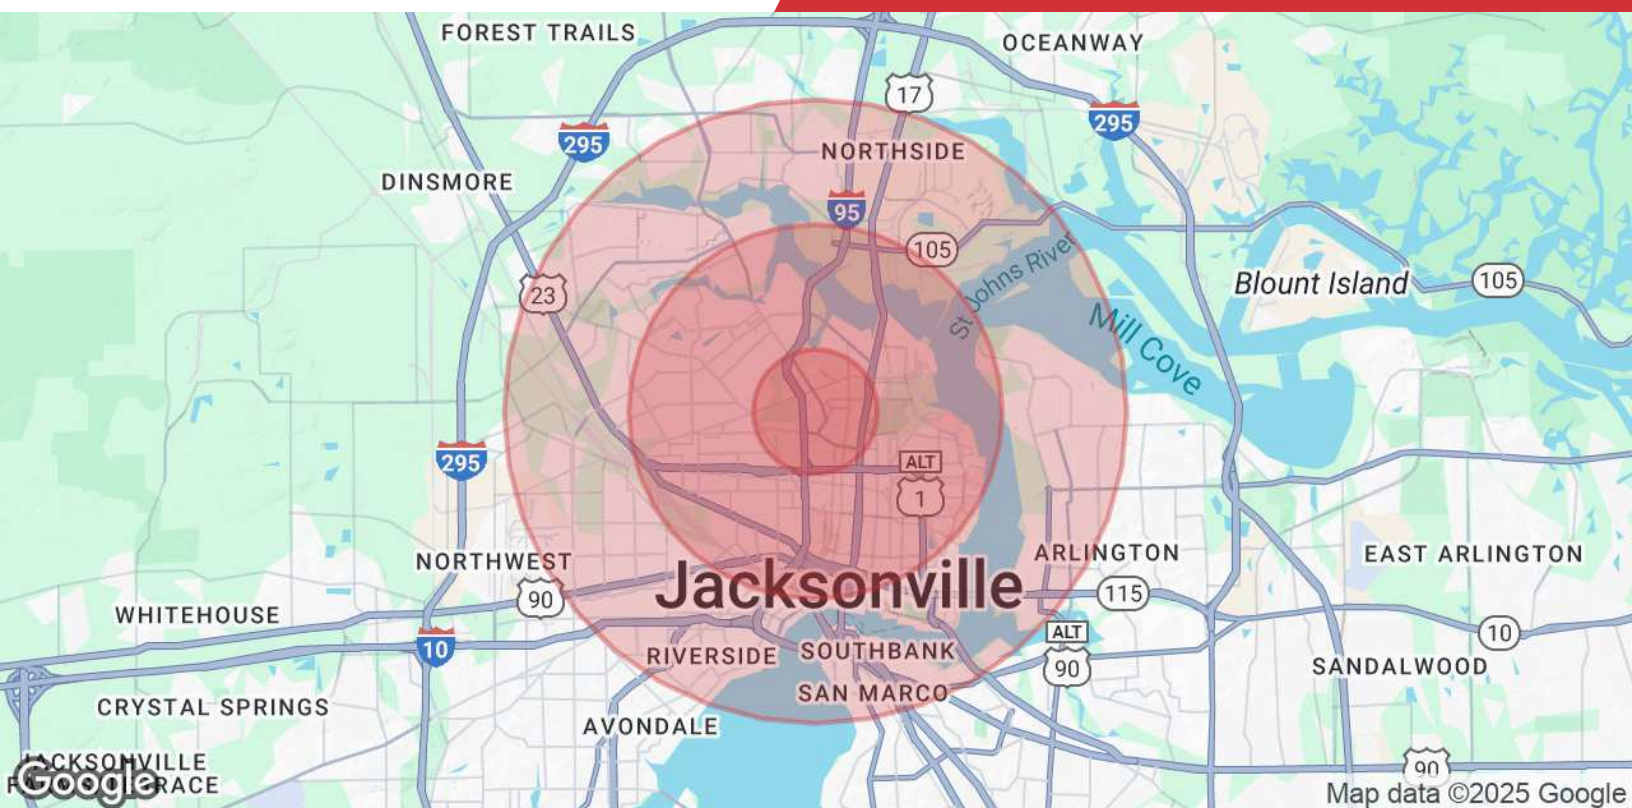 FOREST TRAILS
OCEANWAY
17
295
295
NORTHSIDE
DINSMORE
95
105
St Johns River
23
Blount Island
105
Mill Cove
ALT
1
295
NORTHWEST
ARLINGTON
EAST ARLINGTON
Jacksonville
90
115
WHITEHOUSE
ALT
90
10
10
RIVERSIDE
SOUTHBANK
SANDALWOOD
SAN MARCO
CRYSTAL SPRINGS
AVONDALE
JACKSONVILLE
Google
90
Map data ©2025 Google